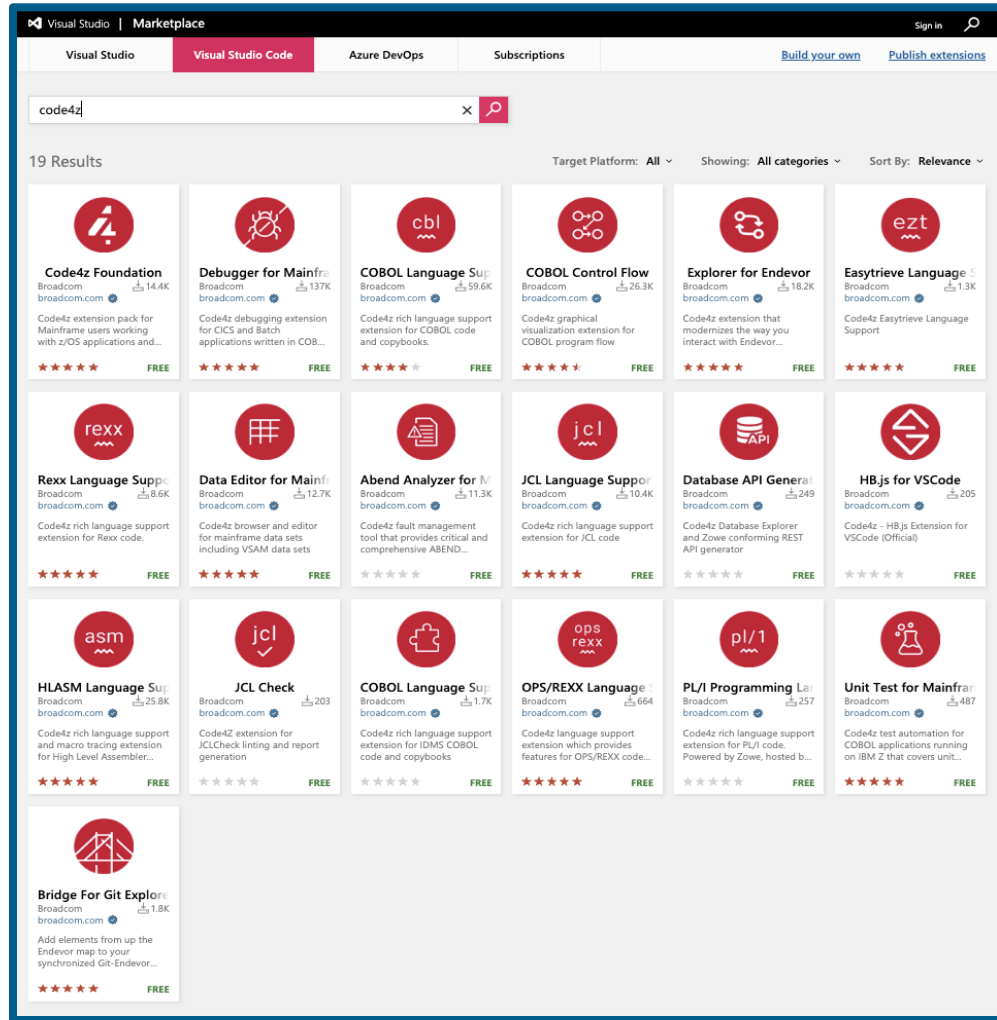 Visual Studio | Marketplace
Sign in
Visual Studio
Visual Studio Code
Azure DevOps
Subscriptions
Build your own
Publish extensions
code4z
19 Results
Target Platform: All
Showing: All categories
Sort By: Relevance
cbl
ezt
Code4z Foundation
Broadcom 14.4K
broadcom.com
Code4z extension pack for
Mainframe users working
with z/OS applications and...
FREE
Debugger for Mainfra
Broadcom 137K
broadcom.com
Code4z debugging extension
for CICS and Batch
applications written in COB...
FREE
COBOL Language Sup
Broadcom 59.6K
broadcom.com
Code4z rich language support
extension for COBOL code
and copybooks.
FREE
COBOL Control Flow
Broadcom 26.3K
broadcom.com
Code4z graphical
visualization extension for
COBOL program flow
FREE
Explorer for Endevor
Broadcom 18.2K
broadcom.com
Code4z extension that
modernizes the way you
interact with Endevor...
FREE
Easytrieve Language S
Broadcom 1.3K
broadcom.com
Code4z Easytrieve Language
Support
FREE
rexx
Rexx Language Suppo
Broadcom 8.6K
broadcom.com
Code4z rich language support
extension for Rexx code.
FREE
Data Editor for Mainfr
Broadcom 12.7K
broadcom.com
Code4z browser and editor
for mainframe data sets
including VSAM data sets
FREE
Abend Analyzer for M
Broadcom 11.3K
broadcom.com
Code4z fault management
tool that provides critical and
comprehensive ABEND...
FREE
jcl
JCL Language Suppor
Broadcom 10.4K
broadcom.com
Code4z rich language support
extension for JCL code
FREE
API
Database API Generat
Broadcom 249
broadcom.com
Code4z Database Explorer
and Zowe conforming REST
API generator
FREE
HB.js for VSCode
Broadcom 205
broadcom.com
Code4z - HB.js Extension for
VSCode (Official)
FREE
asm
HLASM Language Sup
Broadcom 25.8K
broadcom.com
Code4z rich language support
and macro tracing extension
for High Level Assembler...
FREE
jcl
JCL Check
Broadcom 203
broadcom.com
Code4Z extension for
JCLCheck linting and report
generation
FREE
COBOL Language Sup
Broadcom 1.7K
broadcom.com
Code4z rich language support
extension for IDMS COBOL
code and copybooks
FREE
ops
rexx
OPS/REXX Language S
Broadcom 664
broadcom.com
Code4z language support
extension which provides
features for OPS/REXX code...
FREE
pl/1
PL/I Programming La
Broadcom 257
broadcom.com
Code4z rich language support
extension for PL/I code.
Powered by Zowe, hosted b...
FREE
Unit Test for Mainfran
Broadcom 487
broadcom.com
Code4z test automation for
COBOL applications running
on IBM Z that covers unit...
FREE
Bridge For Git Explore
Broadcom 1.8K
broadcom.com
Add elements from up the
Endevor map to your
synchronized Git-Endevor...
FREE